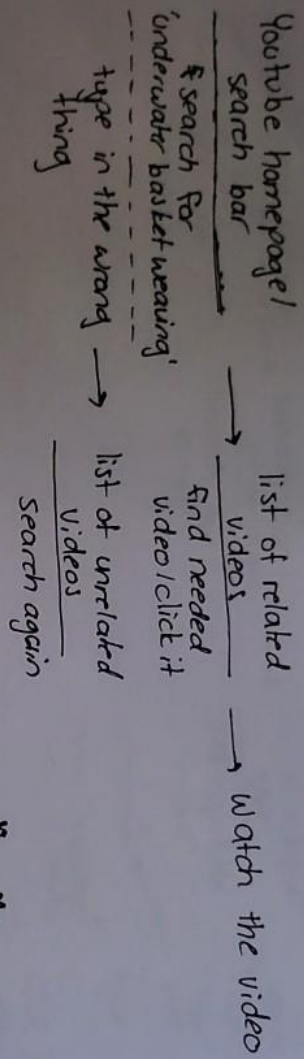 Youtube homepage/
search bar
& search for
'underwatr basket weaving'
type in the wrong
thing
→
list of related
videos
find needed
video/click it
→
list of unrelated
videos
search again
→ watch the video